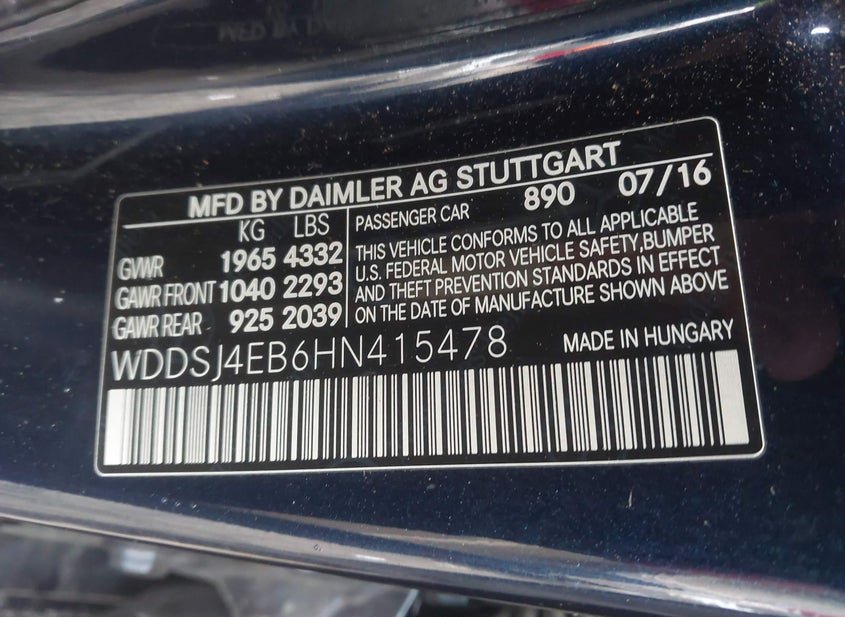 MFD BY DAIMLER AG STUTTGART
KG LBS
GVWR 1965 4332
GAWR FRONT 1040 2293
GAWR REAR 925 2039
PASSENGER CAR 890 07/16
THIS VEHICLE CONFORMS TO ALL APPLICABLE
U.S. FEDERAL MOTOR VEHICLE SAFETY,BUMPER
AND THEFT PREVENTION STANDARDS IN EFFECT
ON THE DATE OF MANUFACTURE SHOWN ABOVE
WDDSJ4EB6HN415478 MADE IN HUNGARY